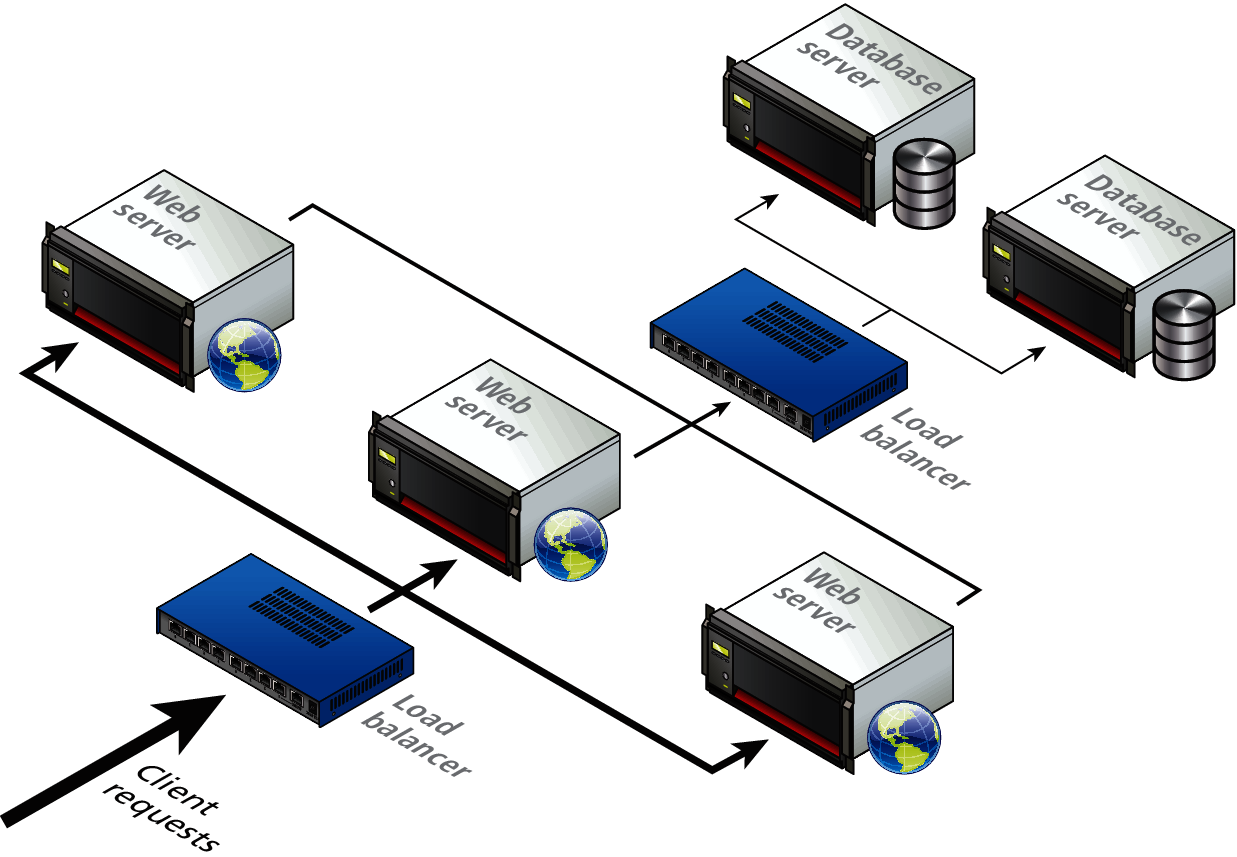 Database
server
Database
server
Web
server
Web
server
Load
balancer
Web
server
Load
balancer
Client
requests